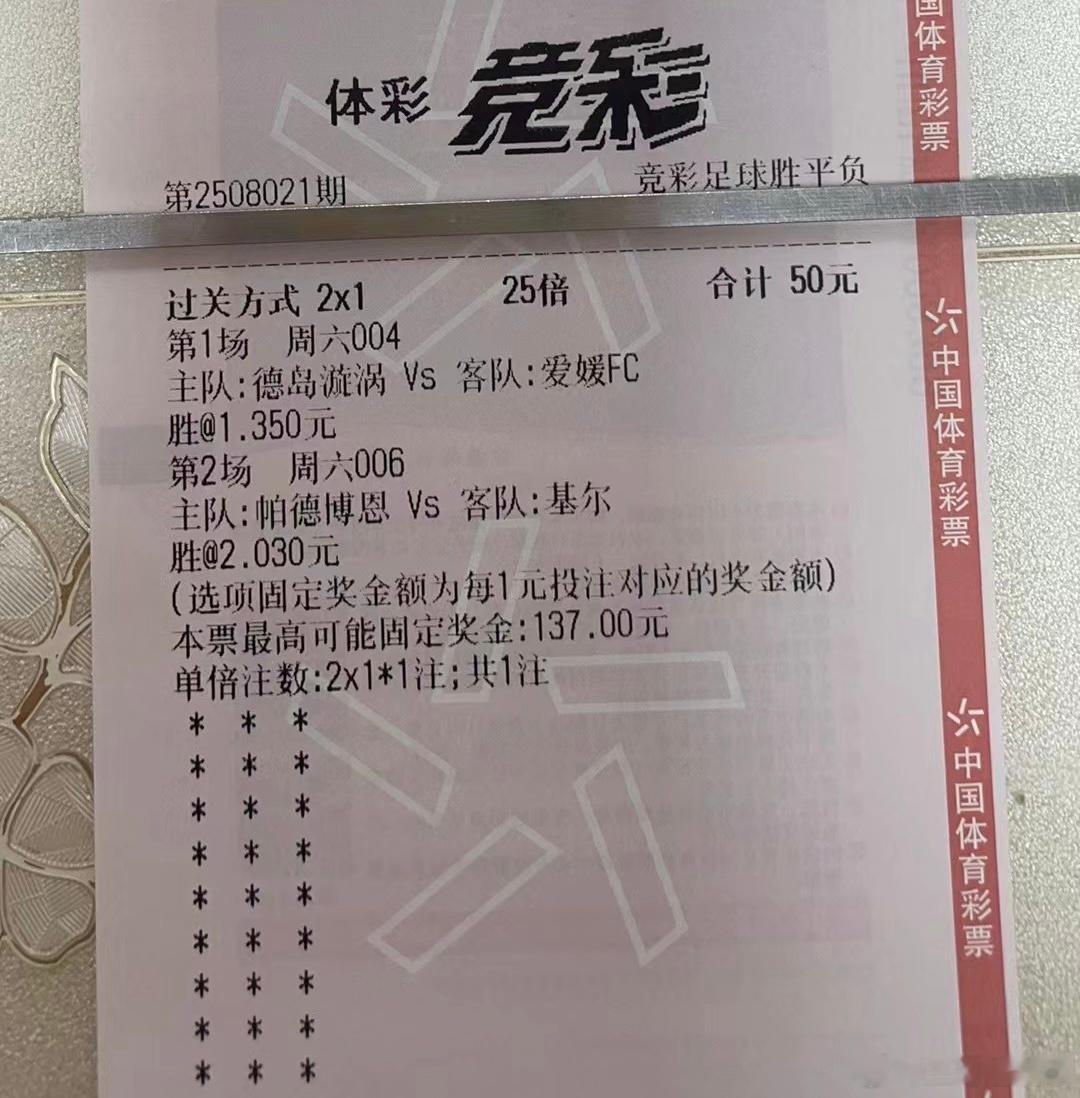 体彩 竞彩
第2508021期 竞彩足球胜平负
过关方式 2x1 25倍 合计 50元
第1场 周六004
主队:德岛漩涡 Vs 客队:爱媛FC
胜@1.350元
第2场 周六006
主队:帕德博恩 Vs 客队:基尔
胜@2.030元
(选项固定奖金额为每1元投注对应的奖金额)
本票最高可能固定奖金:137.00元
单倍注数:2x1*1注;共1注
* * *
* * *
* * *
* * *
* * *
* * *
* * *
* * *
* * *
国体育彩票
中国体育彩票
中国体育彩票